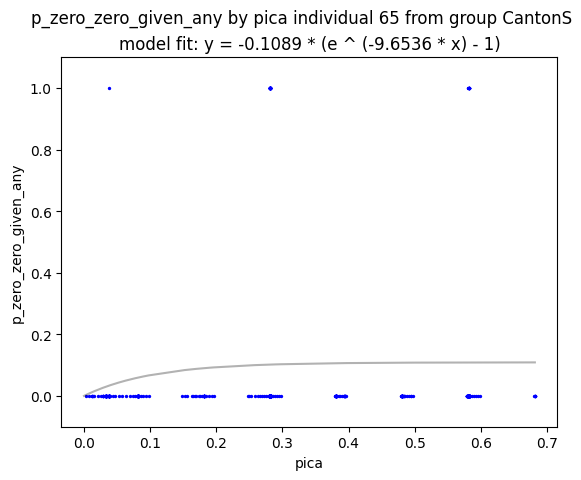 p_zero_zero_given_any by pica individual 65 from group CantonS
model fit: y = -0.1089 * (e ^ (-9.6536 * x) - 1)
1.0
0.8
0.6
0.4
0.2
0.0
p_zero_zero_given_any
0.0 0.1 0.2 0.3 0.4 0.5 0.6 0.7
pica